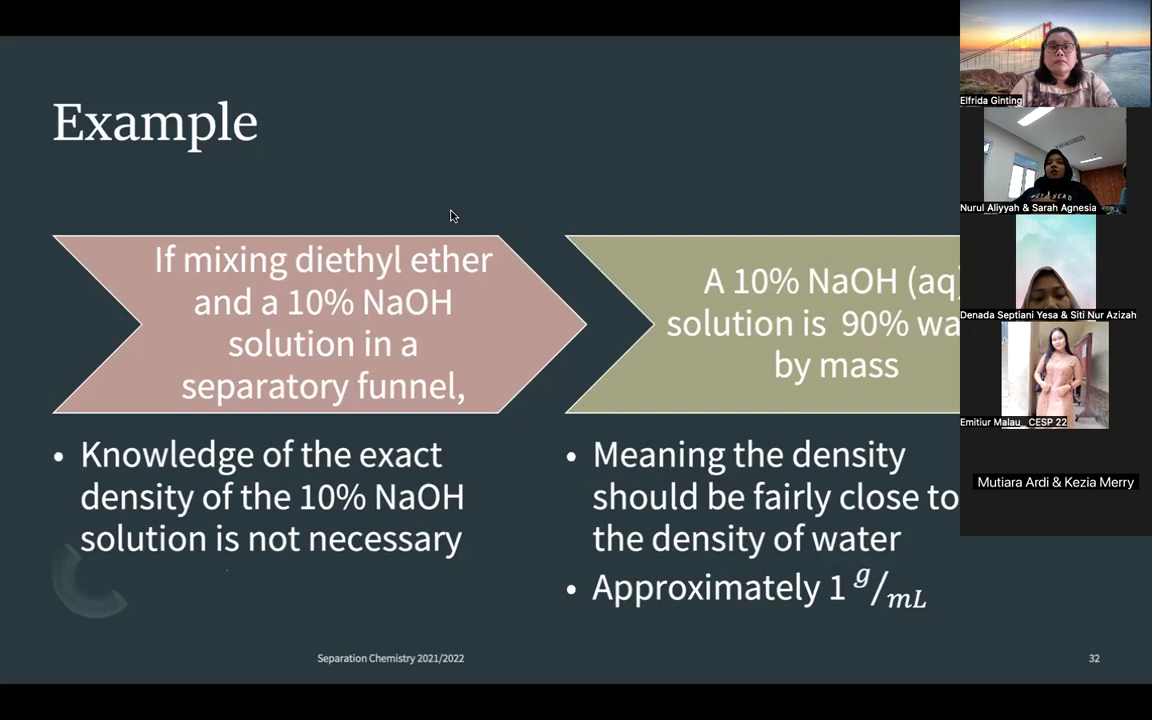 Example
If mixing diethyl ether
and a 10% NaOH
solution in a
separatory funnel,
• Knowledge of the exact
density of the 10% NaOH
solution is not necessary
A 10% NaOH (aq)
solution is 90% wa
by mass
• Meaning the density
should be fairly close to
the density of water
• Approximately 1 g/mL
Separation Chemistry 2021/2022
32
Elfrida Ginting
Nurul Aliyyah & Sarah Agnesia
Denada Septiani Yesa & Siti Nur Azizah
Emitiur Malau_ CESP 22
Mutiara Ardi & Kezia Merry